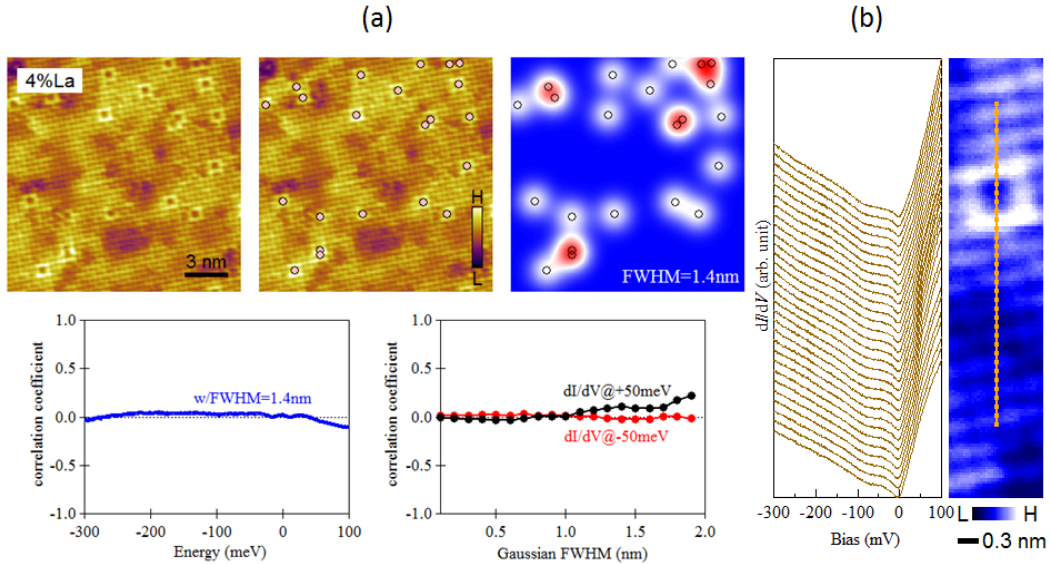 (a)
(b)
4%La
3 nm
H
L
FWHM=1.4nm
1.0
0.5
0.0
-0.5
-1.0
correlation coefficient
w/FWHM=1.4nm
-300
-200
-100
0
100
Energy (meV)
1.0
0.5
0.0
-0.5
-1.0
correlation coefficient
dI/dV@+50meV
dI/dV@-50meV
0.5
1.0
1.5
2.0
Gaussian FWHM (nm)
dI/dV (arb. unit)
-300
-200
-100
0
100
Bias (mV)
L H
0.3 nm